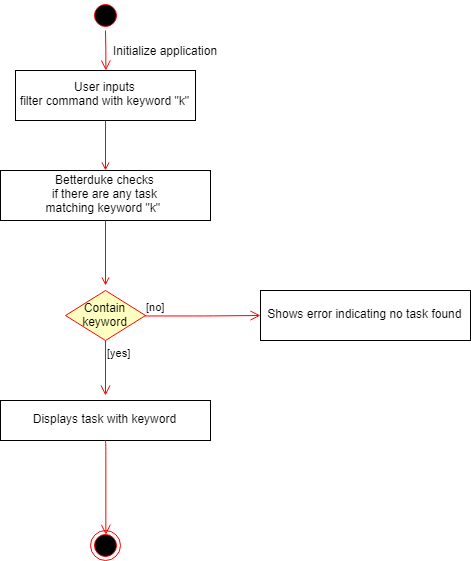 Initialize application
User inputs
filter command with keyword "k"
Betterduke checks
if there are any task
matching keyword "k"
Contain
keyword
[no]
Shows error indicating no task found
[yes]
Displays task with keyword